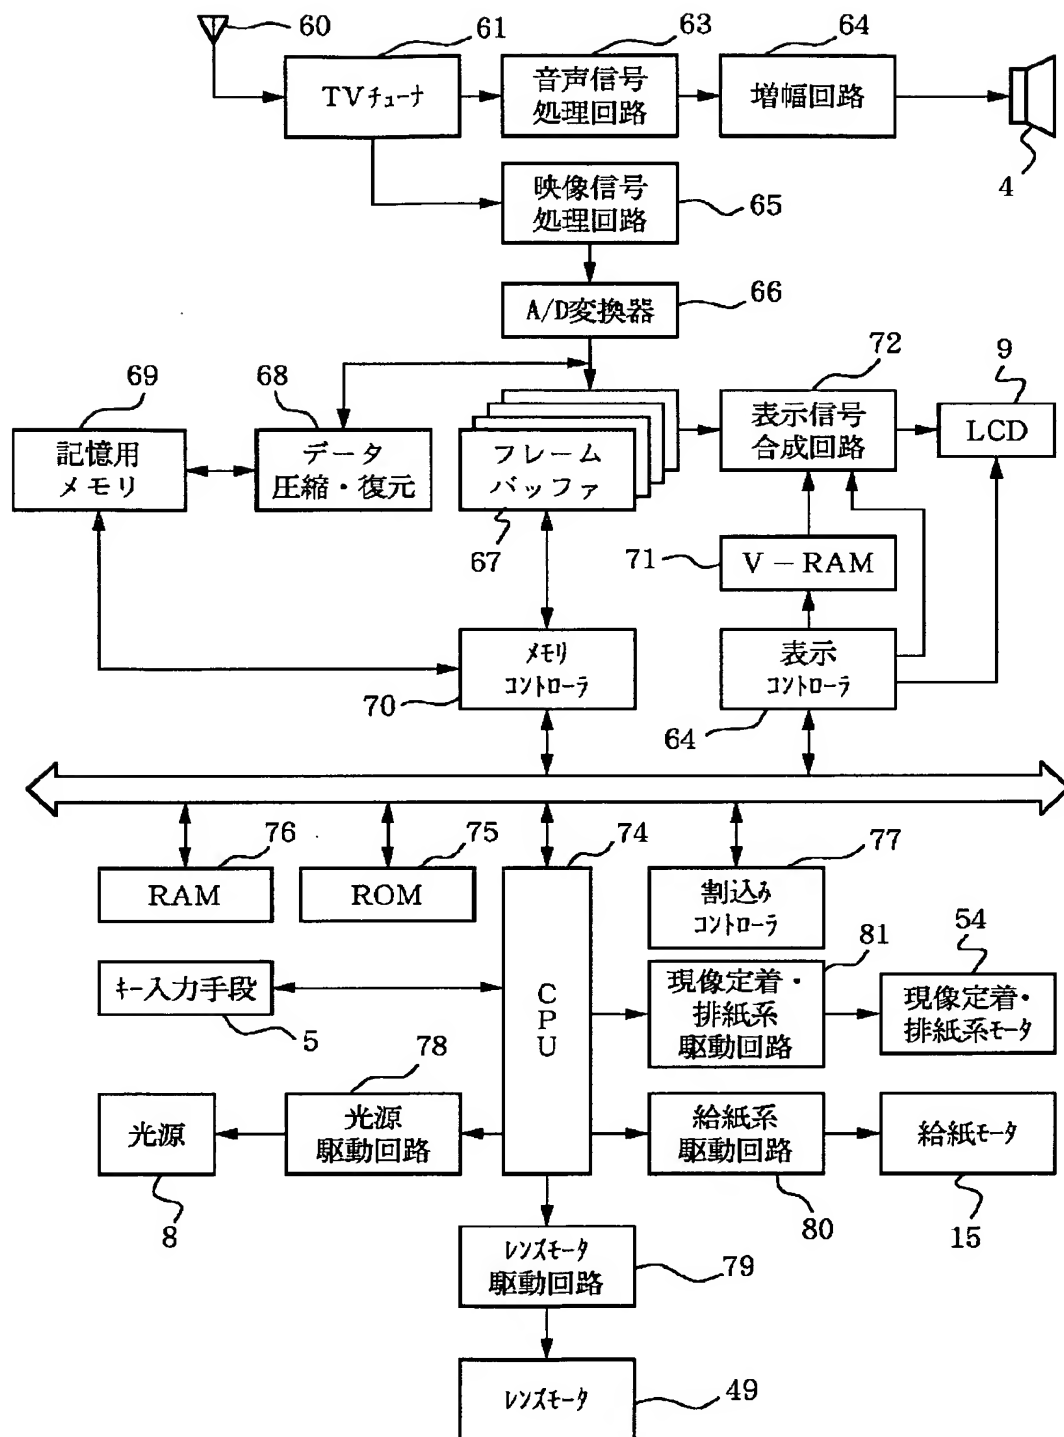 60
61
63
64
TVチューナ
音声信号
処理回路
増幅回路
4
映像信号
処理回路
65
A/D変換器
66
69
68
72
9
記憶用
メモリ
データ
圧縮・復元
フレーム
バッファ
67
表示信号
合成回路
LCD
71
V-RAM
メモリ
コントローラ
70
表示
コントローラ
64
76
75
74
77
RAM
ROM
CPU
割込み
コントローラ
81
54
キー入力手段
5
現像定着・
排紙系
駆動回路
現像定着・
排紙系モータ
78
光源
光源
駆動回路
給紙系
駆動回路
給紙モータ
8
80
15
レンズモータ
駆動回路
79
レンズモータ
49